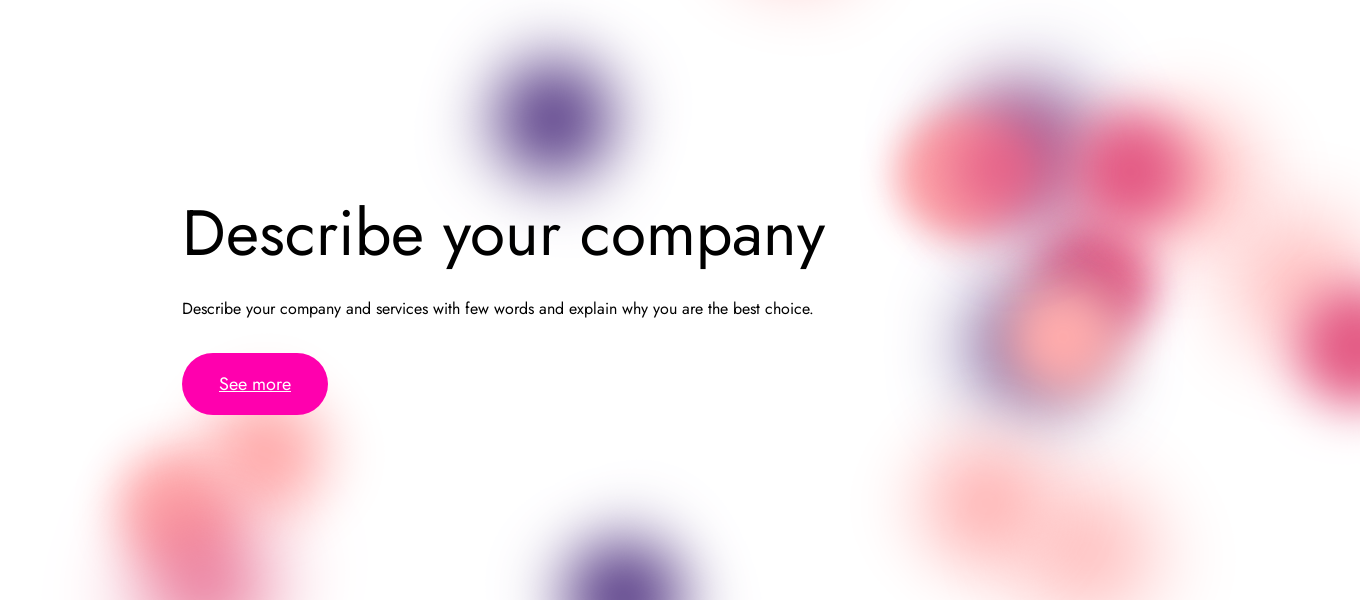 Describe your company
Describe your company and services with few words and explain why you are the best choice.
See more